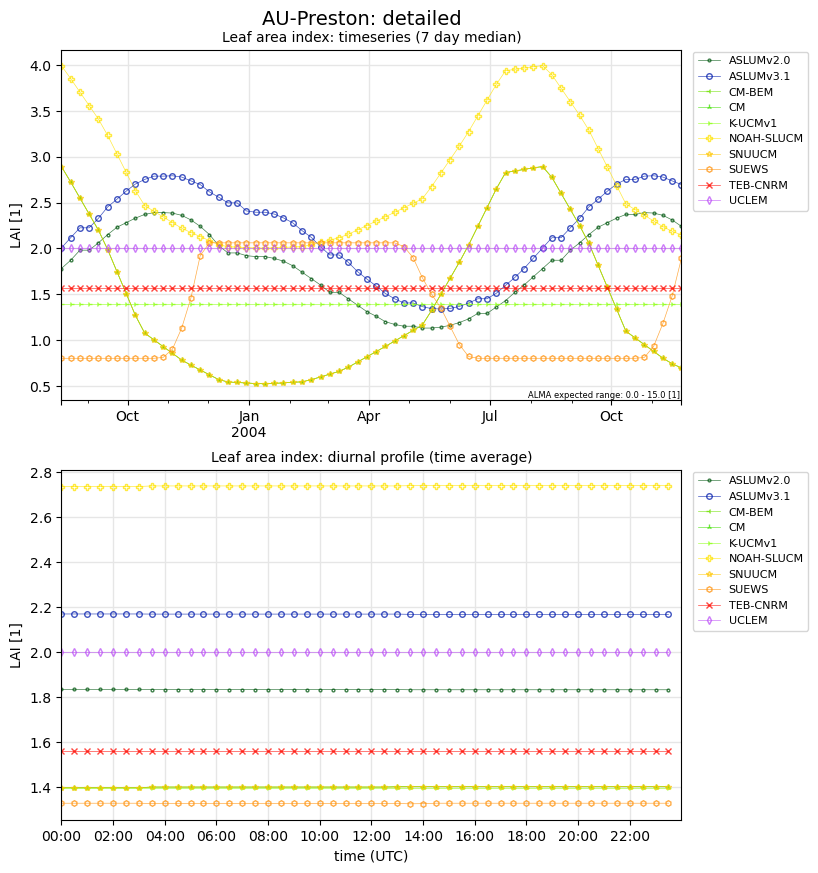 AU-Preston: detailed
Leaf area index: timeseries (7 day median)
LAI [1]
4.0
3.5
3.0
2.5
2.0
1.5
1.0
0.5
Oct
Jan
2004
Apr
Jul
Oct
ALMA expected range: 0.0 - 15.0 [1]
ASLUMv2.0
ASLUMv3.1
CM-BEM
CM
K-UCMv1
NOAH-SLUCM
SNUUCM
SUEWS
TEB-CNRM
UCLEM
Leaf area index: diurnal profile (time average)
LAI [1]
2.8
2.6
2.4
2.2
2.0
1.8
1.6
1.4
00:00
02:00
04:00
06:00
08:00
10:00
12:00
14:00
16:00
18:00
20:00
22:00
time (UTC)
ASLUMv2.0
ASLUMv3.1
CM-BEM
CM
K-UCMv1
NOAH-SLUCM
SNUUCM
SUEWS
TEB-CNRM
UCLEM